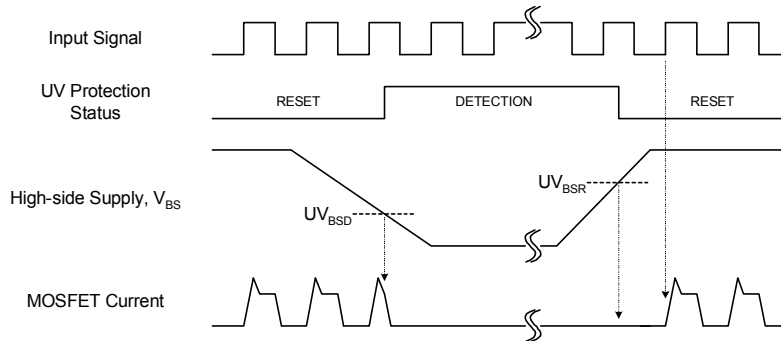 Input Signal
UV Protection
Status
RESET
DETECTION
RESET
High-side Supply, V_BS
UV_BSD
UV_BSR
MOSFET Current